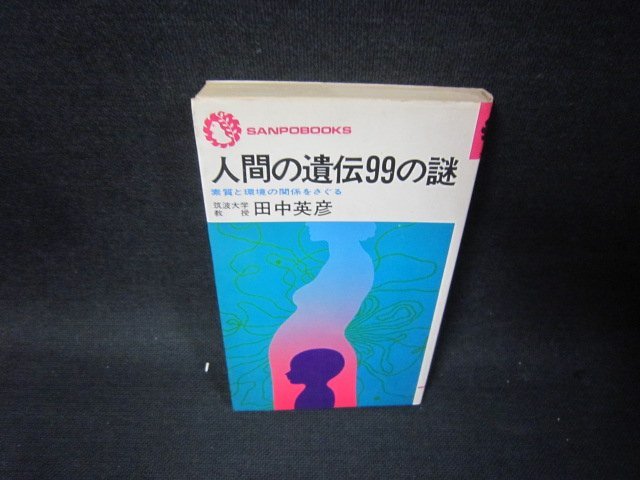 SANPOBOOKS
人間の遺伝99の謎
素質と環境の関係をさぐる
筑波大学
教授 田中英彦